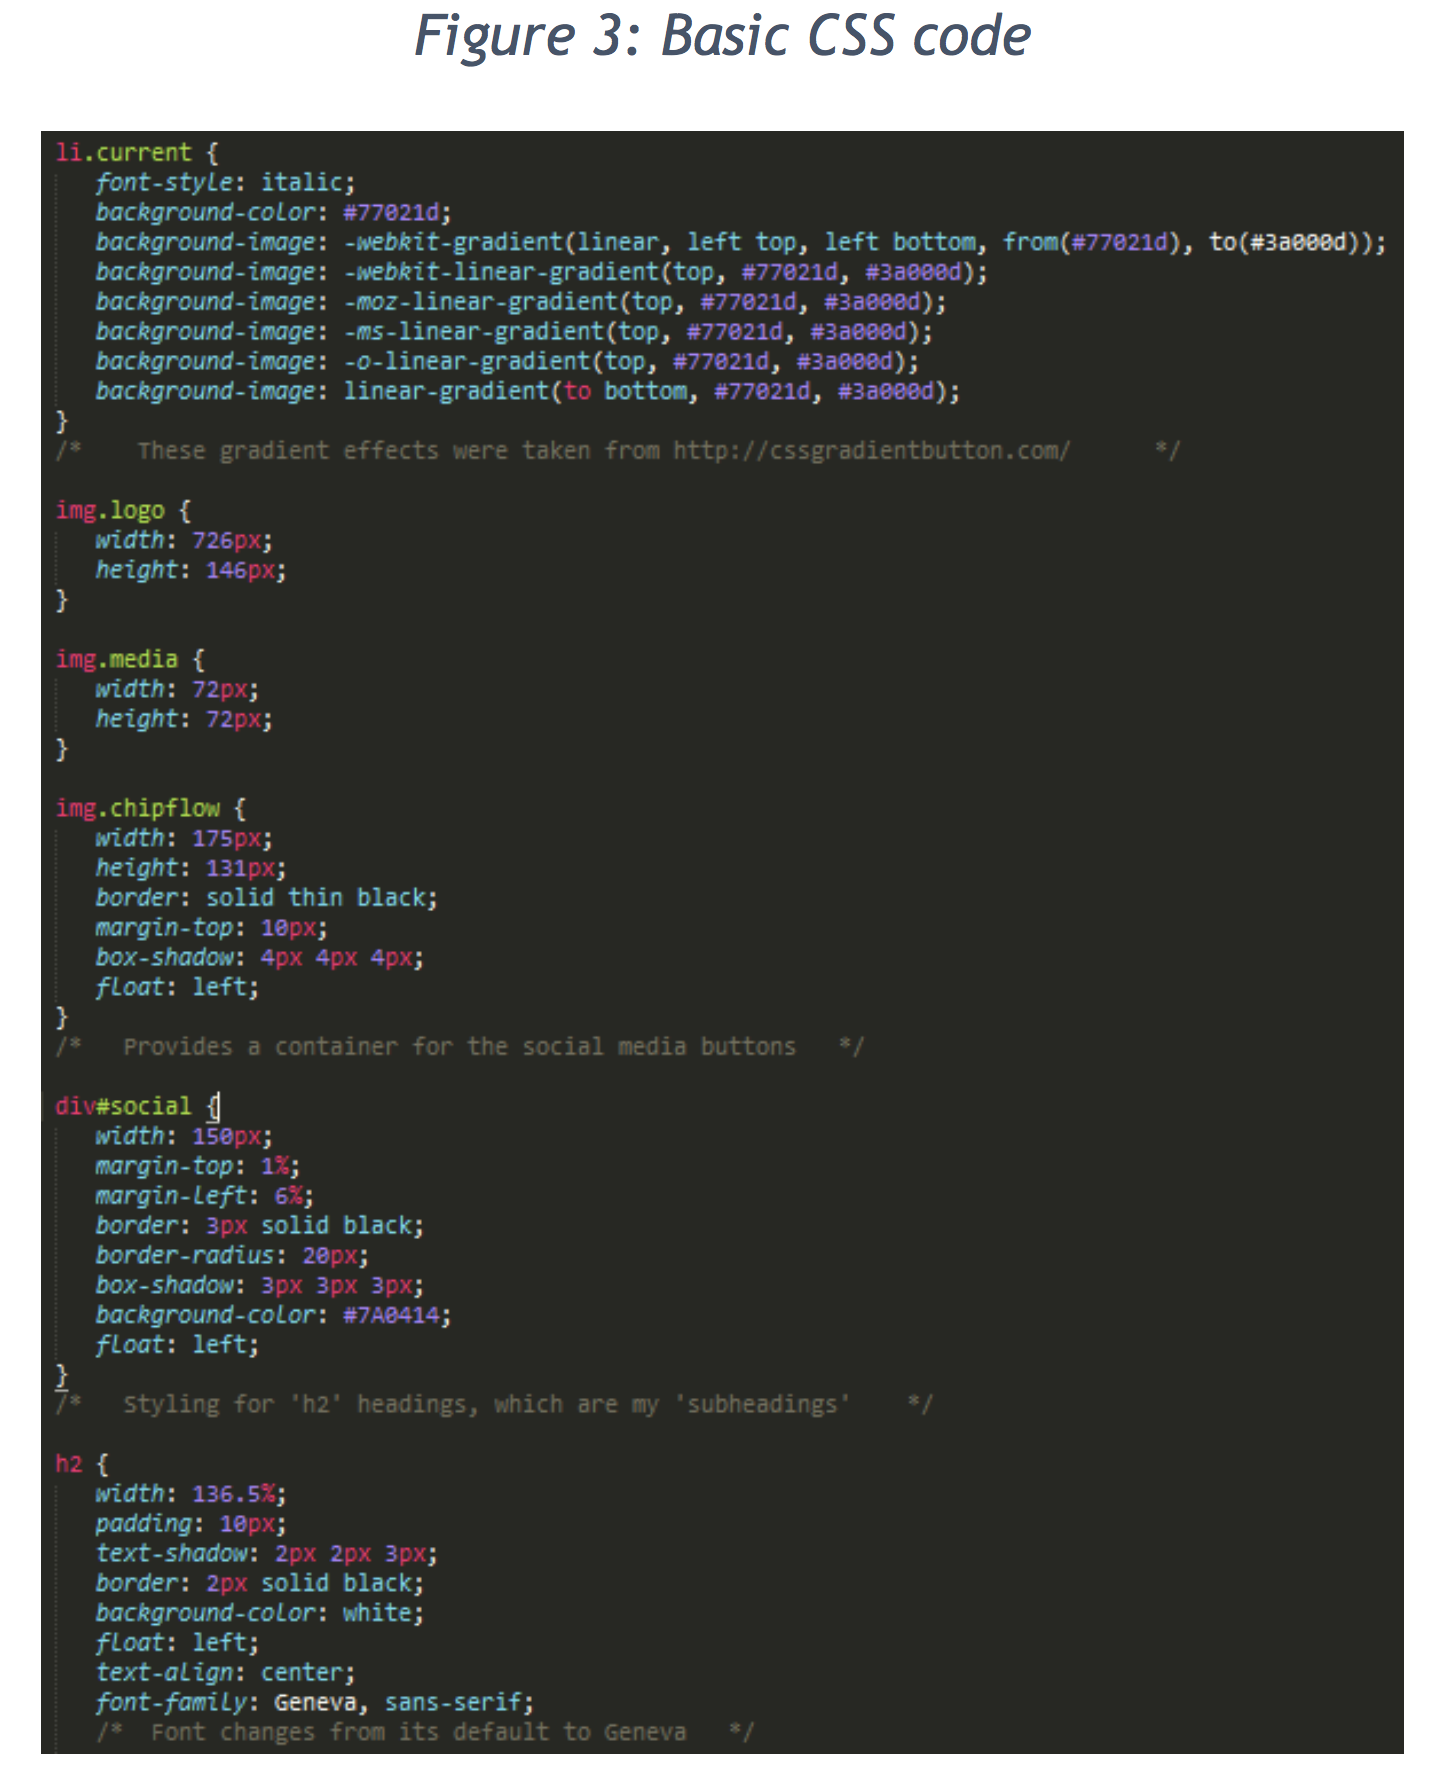 Figure 3: Basic CSS code
li.current {
font-style: italic;
background-color: #77021d;
background-image: -webkit-gradient(linear, left top, left bottom, from(#77021d), to(#3a000d));
background-image: -webkit-linear-gradient(top, #77021d, #3a000d);
background-image: -moz-linear-gradient(top, #77021d, #3a000d);
background-image: -ms-linear-gradient(top, #77021d, #3a000d);
background-image: -o-linear-gradient(top, #77021d, #3a000d);
background-image: linear-gradient(to bottom, #77021d, #3a000d);
}
/* These gradient effects were taken from http://cssgradientbutton.com/ */
img.logo {
width: 726px;
height: 146px;
}
img.media {
width: 72px;
height: 72px;
}
img.chipflow {
width: 175px;
height: 131px;
border: solid thin black;
margin-top: 10px;
box-shadow: 4px 4px 4px;
float: left;
}
/* Provides a container for the social media buttons */
div#social {
width: 150px;
margin-top: 1%;
margin-left: 6%;
border: 3px solid black;
border-radius: 20px;
box-shadow: 3px 3px 3px;
background-color: #7A0414;
float: left;
}
/* Styling for 'h2' headings, which are my 'subheadings' */
h2 {
width: 136.5%;
padding: 10px;
text-shadow: 2px 2px 3px;
border: 2px solid black;
background-color: white;
float: left;
text-align: center;
font-family: Geneva, sans-serif;
/* Font changes from its default to Geneva */